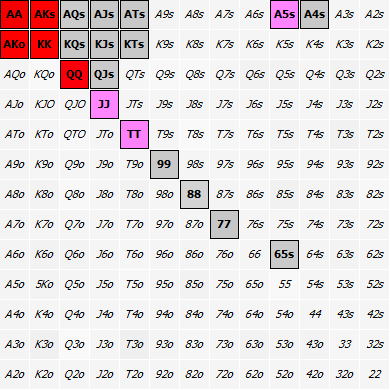 AA AKs AQs AJs ATs A9s A8s A7s A6s A5s A4s A3s A2s
AKo KK KQs KJs KTs K9s K8s K7s K6s K5s K4s K3s K2s
AQo KQo QQ QJs QTs Q9s Q8s Q7s Q6s Q5s Q4s Q3s Q2s
AJo KJO QJO JJ JTs J9s J8s J7s J6s J5s J4s J3s J2s
ATo KTo QTO JTo TT T9s T8s T7s T6s T5s T4s T3s T2s
A9o K9o Q9o J9o T9o 99 98s 97s 96s 95s 94s 93s 92s
A8o K8o Q8o J8o T8o 98o 88 87s 86s 85s 84s 83s 82s
A7o K7o Q7o J7o T7o 97o 87o 77 76s 75s 74s 73s 72s
A6o K6o Q6o J6o T6o 96o 86o 76o 66 65s 64s 63s 62s
A5o 5Ko Q5o J5o T5o 95o 85o 75o 65o 55 54s 53s 52s
A4o K4o Q4o J4o T4o 94o 84o 74o 64o 54o 44 43s 42s
A3o K3o Q3o J3o T3o 93o 83o 73o 63o 53o 43o 33 32s
A2o K2o Q2o J2o T2o 92o 82o 72o 62o 52o 42o 32o 22